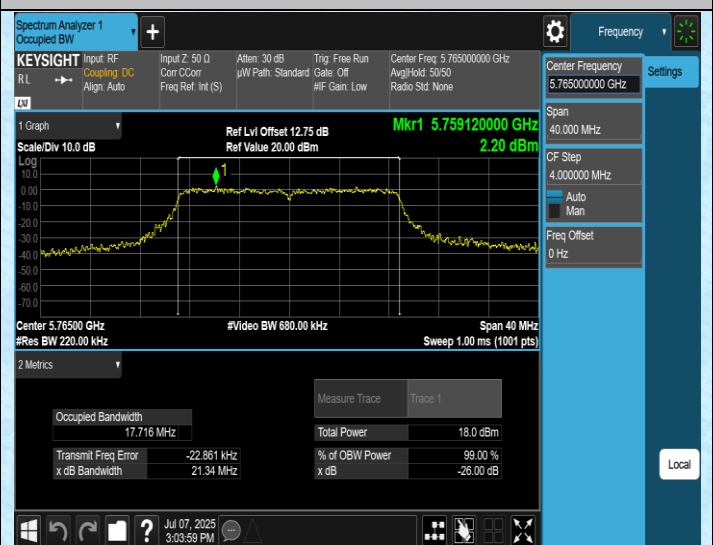 Spectrum Analyzer 1
Occupied BW
+
Frequency
KEYSIGHT
RL
LXI
Input: RF
Coupling: DC
Align: Auto
Input Z: 50 Ω
Corr CCorr
Freq Ref: Int (S)
Atten: 30 dB
µW Path: Standard
Trig: Free Run
Gate: Off
#IF Gain: Low
Center Freq: 5.765000000 GHz
Avg|Hold: 50/50
Radio Std: None
Center Frequency
5.765000000 GHz
Settings
Span
40.000 MHz
CF Step
4.000000 MHz
Auto
Man
Freq Offset
0 Hz
1 Graph
Scale/Div 10.0 dB
Ref Lvl Offset 12.75 dB
Ref Value 20.00 dBm
Mkr1 5.759120000 GHz
2.20 dBm
Log
10.0
0.00
-10.0
-20.0
-30.0
-40.0
-50.0
-60.0
-70.0
1
Center 5.76500 GHz
#Video BW 680.00 kHz
Span 40 MHz
#Res BW 220.00 kHz
Sweep 1.00 ms (1001 pts)
2 Metrics
Measure Trace
Trace 1
Occupied Bandwidth
17.716 MHz
Total Power
18.0 dBm
Transmit Freq Error
-22.861 kHz
% of OBW Power
99.00 %
x dB Bandwidth
21.34 MHz
x dB
-26.00 dB
Local
?
Jul 07, 2025
3:03:59 PM